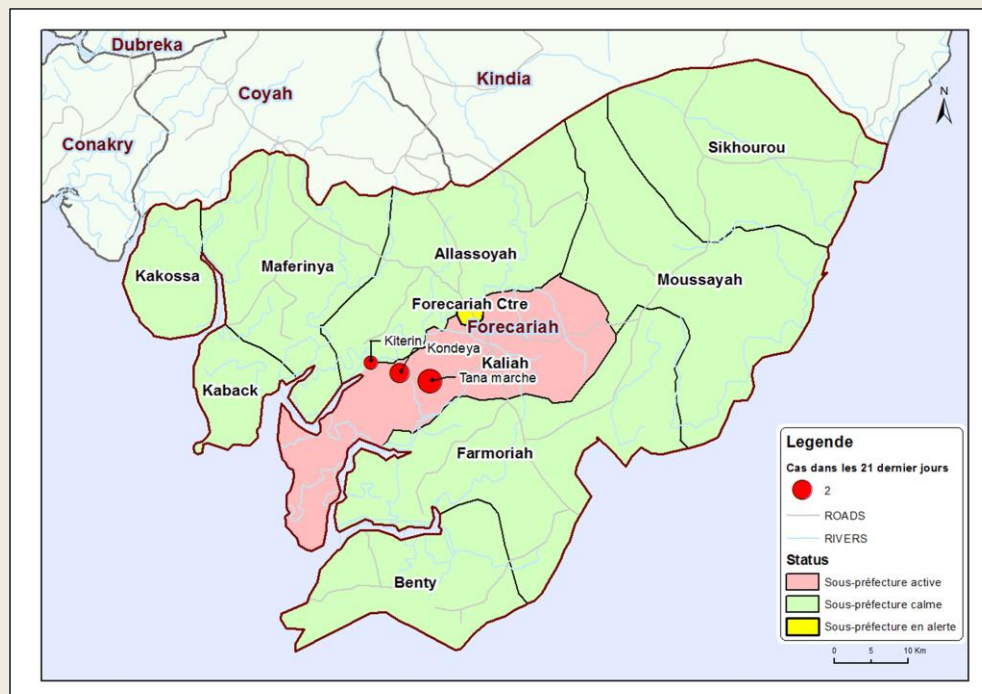 Dubreka
Coyah
Kindia
Conakry
N
Sikhourou
Allassoyah
Maferinya
Moussayah
Kakossa
Forecariah Ctre
Forecariah
Kiterin
Kondeya
Kaliah
Tana marche
Kaback
Farmoriah
Benty
Legende
Cas dans les 21 dernier jours
2
ROADS
RIVERS
Status
Sous-préfecture active
Sous-préfecture calme
Sous-préfecture en alerte
0 5 10 Km